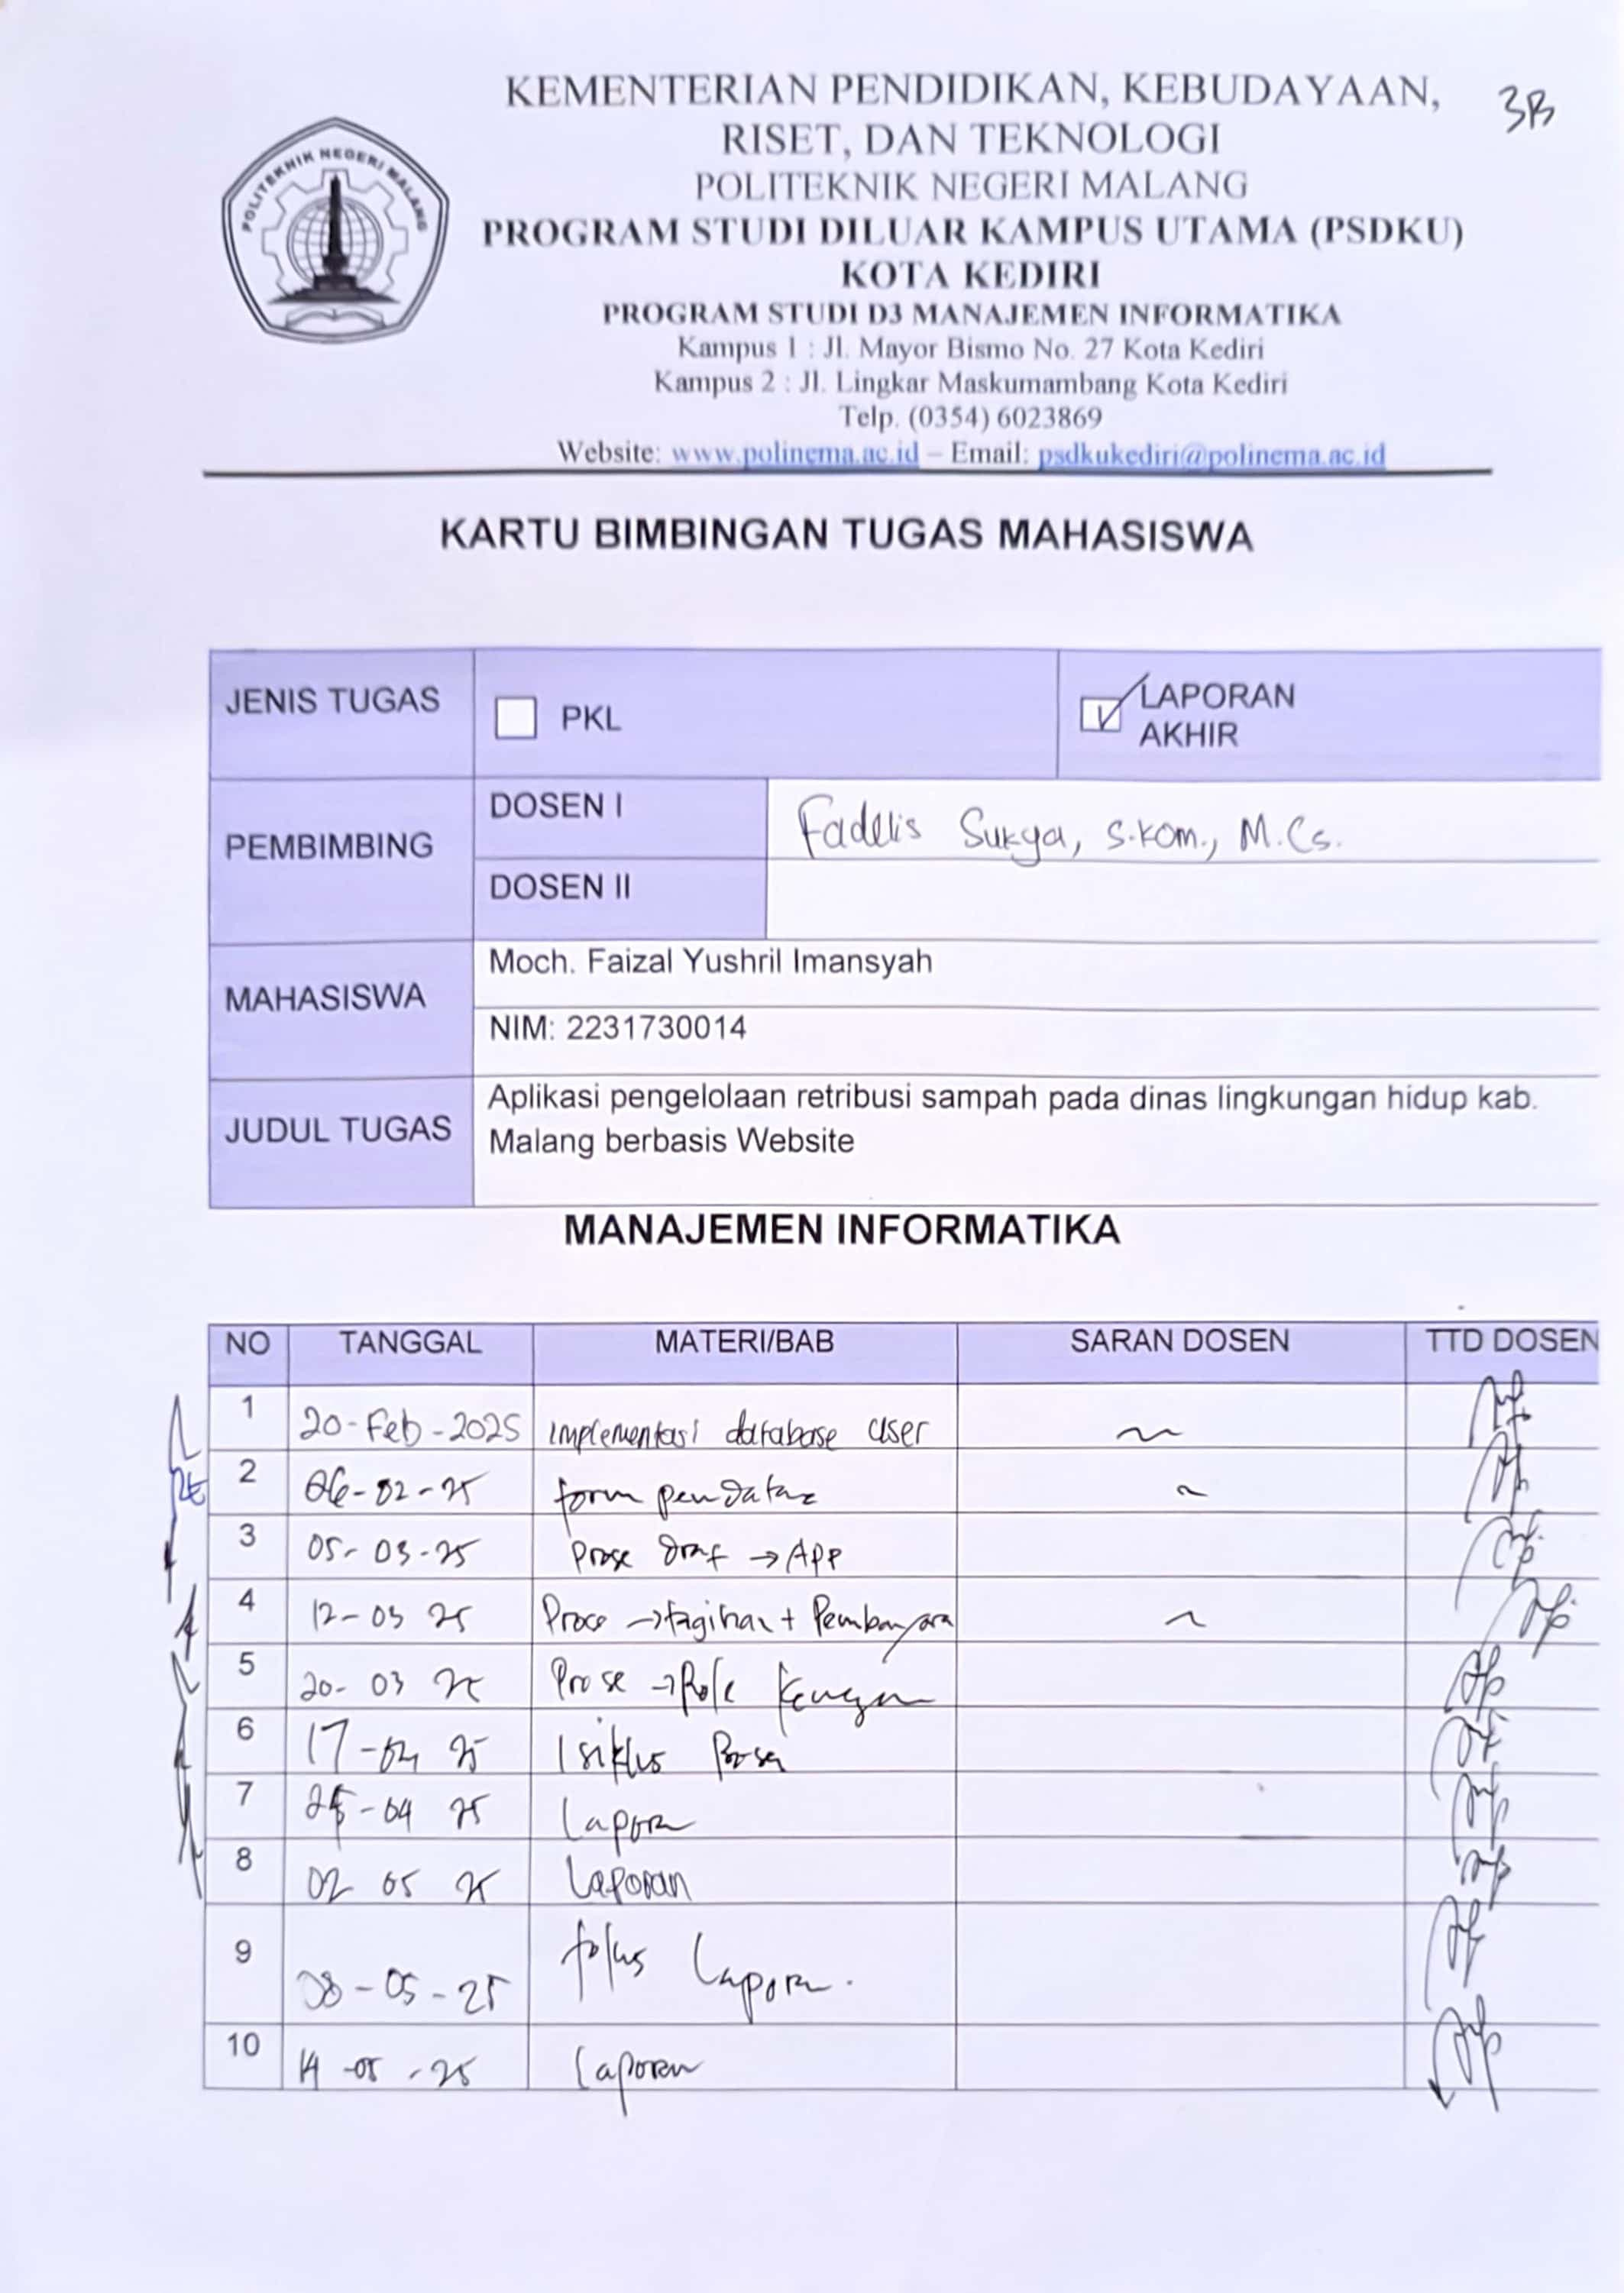 KEMENTERIAN PENDIDIKAN, KEBUDAYAAN,
3B
RISET, DAN TEKNOLOGI
POLITEKNIK NEGERI MALANG
POLITEKNIK NEGERI MALANG
PROGRAM STUDI DILUAR KAMPUS UTAMA (PSDKU)
KOTA KEDIRI
PROGRAM STUDI D3 MANAJEMEN INFORMATIKA
Kampus 1 : Jl. Mayor Bismo No. 27 Kota Kediri
Kampus 2 : Jl. Lingkar Maskumambang Kota Kediri
Telp. (0354) 6023869
Website: www.polinema.ac.id – Email: psdkukediri@polinema.ac.id
KARTU BIMBINGAN TUGAS MAHASISWA
JENIS TUGAS PKL LAPORAN
AKHIR
PEMBIMBING
DOSEN I Fadelis Sukya, S.Kom., M.Cs.
DOSEN II
MAHASISWA
Moch. Faizal Yushril Imansyah
NIM: 2231730014
JUDUL TUGAS
Aplikasi pengelolaan retribusi sampah pada dinas lingkungan hidup kab.
Malang berbasis Website
MANAJEMEN INFORMATIKA
NO TANGGAL MATERI/BAB SARAN DOSEN TTD DOSEN
1 20-Feb-2025 implementasi database user
2 02-25 form
3 05-03-25 → APP
4 12-03 25 → tagihan +
5 20-03 25 → Role
6 17-04 25
7 04 25
8 02 05 25 Laporan
9 08-05-25 fokus
10 14-05-25 Laporan